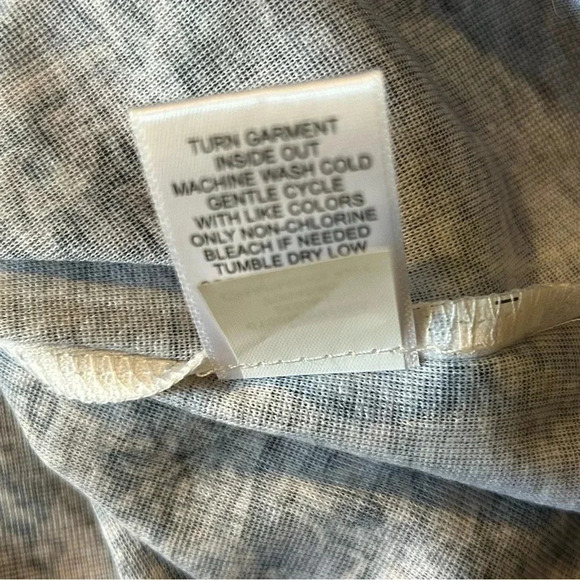 TURN GARMENT
INSIDE OUT
MACHINE WASH COLD
GENTLE CYCLE
WITH LIKE COLORS
ONLY NON-CHLORINE
BLEACH IF NEEDED
TUMBLE DRY LOW